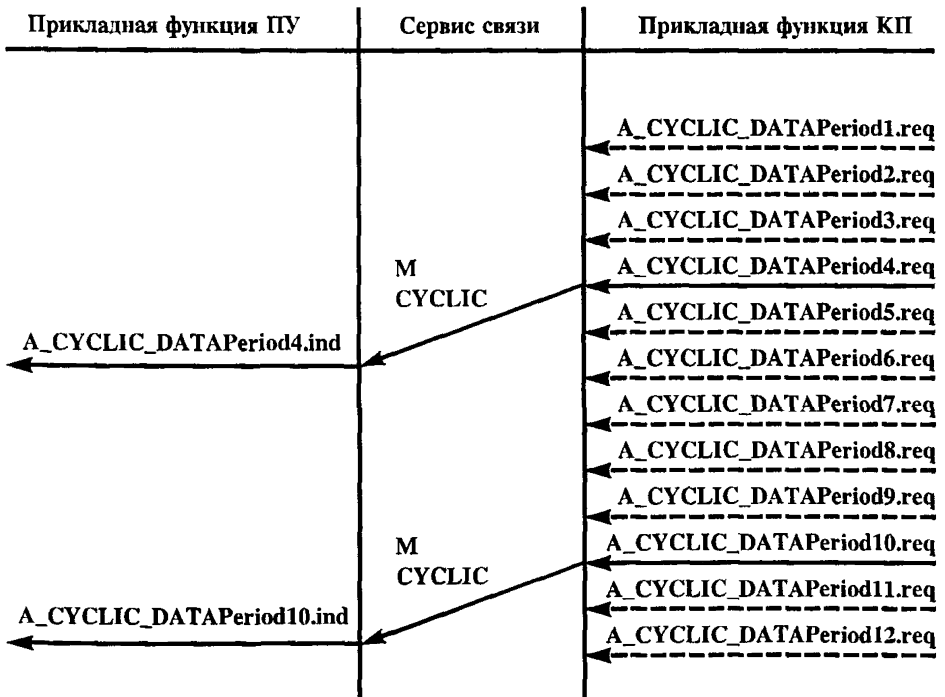 Прикладная функция ПУ
Сервис связи
Прикладная функция КП
A_CYCLIC_DATAPeriod1.req
A_CYCLIC_DATAPeriod2.req
A_CYCLIC_DATAPeriod3.req
M
CYCLIC
A_CYCLIC_DATAPeriod4.req
A_CYCLIC_DATAPeriod4.ind
A_CYCLIC_DATAPeriod5.req
A_CYCLIC_DATAPeriod6.req
A_CYCLIC_DATAPeriod7.req
A_CYCLIC_DATAPeriod8.req
A_CYCLIC_DATAPeriod9.req
M
CYCLIC
A_CYCLIC_DATAPeriod10.req
A_CYCLIC_DATAPeriod10.ind
A_CYCLIC_DATAPeriod11.req
A_CYCLIC_DATAPeriod12.req